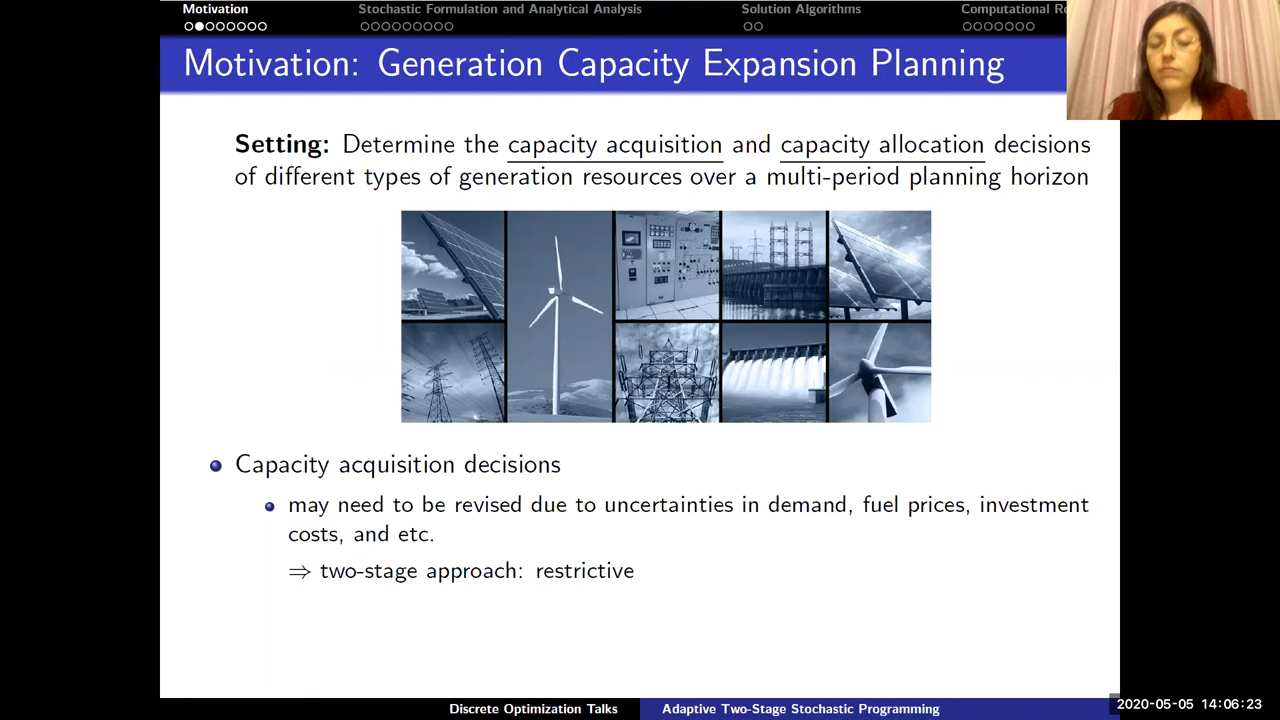 Motivation
Stochastic Formulation and Analytical Analysis
Solution Algorithms
Computational Re
Motivation: Generation Capacity Expansion Planning
Setting: Determine the capacity acquisition and capacity allocation decisions
of different types of generation resources over a multi-period planning horizon
Capacity acquisition decisions
may need to be revised due to uncertainties in demand, fuel prices, investment
costs, and etc.
⇒ two-stage approach: restrictive
Discrete Optimization Talks
Adaptive Two-Stage Stochastic Programming
2020-05-05 14:06:23